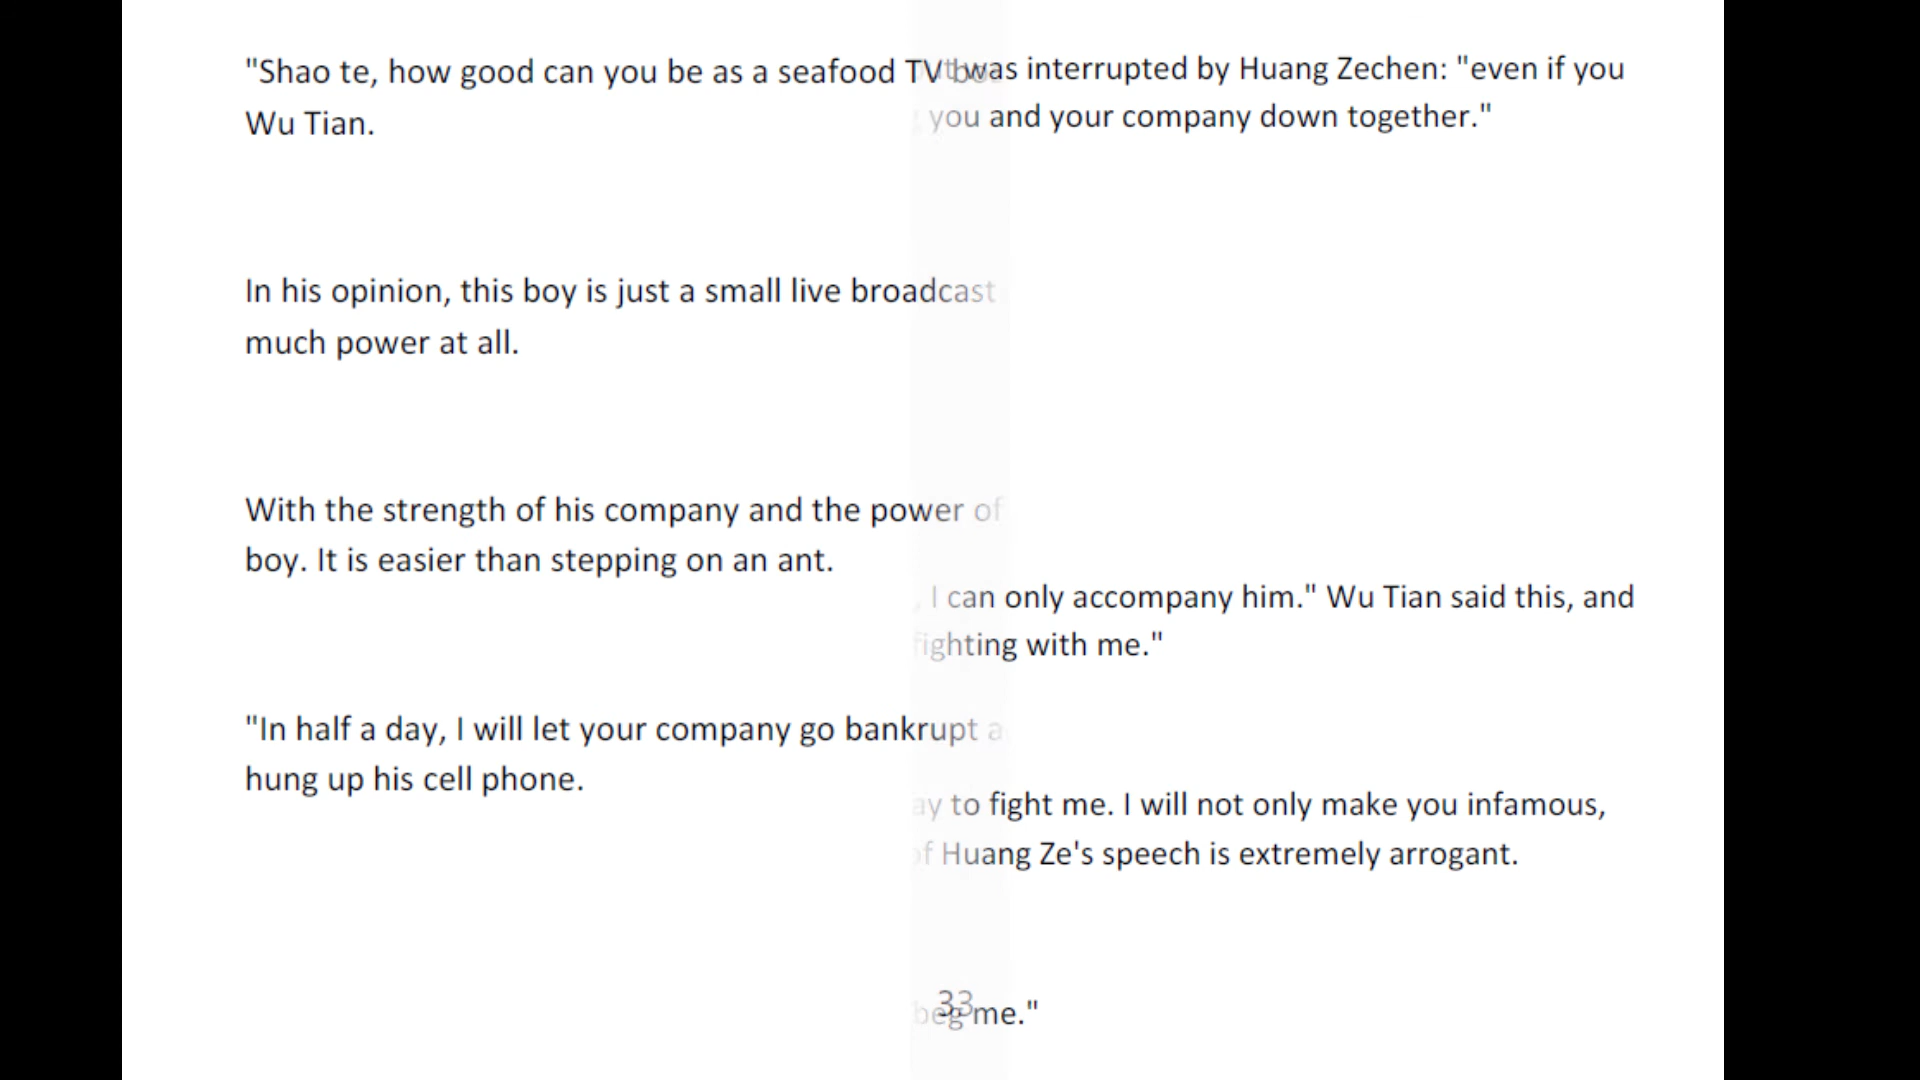 "Shao te, how good can you be as a seafood TV
Wu Tian.
In his opinion, this boy is just a small live broadcast
much power at all.
With the strength of his company and the power of
boy. It is easier than stepping on an ant.
"In half a day, I will let your company go bankrupt
hung up his cell phone.
33
was interrupted by Huang Zechen: "even if you
you and your company down together."
I can only accompany him." Wu Tian said this, and
fighting with me."
to fight me. I will not only make you infamous,
of Huang Ze's speech is extremely arrogant.
beg me."